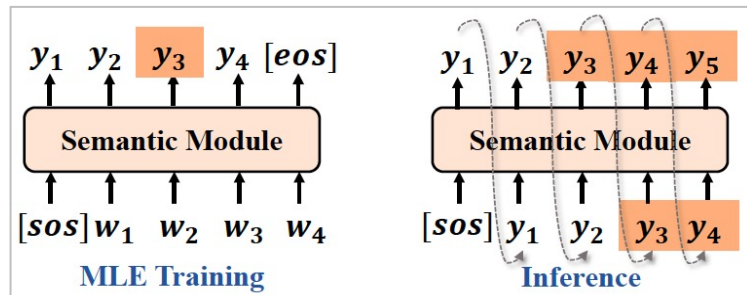 y1 y2 y3 y4 [eos]
Semantic Module
[sos] w1 w2 w3 w4
MLE Training
y1 y2 y3 y4 y5
Semantic Module
[sos] y1 y2 y3 y4
Inference